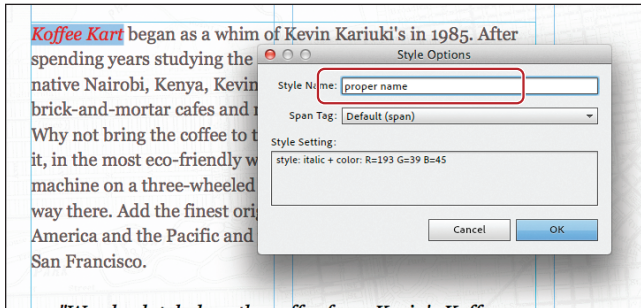 Koffee Kart began as a whim of Kevin Kariuki's in 1985. After
spending years studying the
native Nairobi, Kenya, Kevin
brick-and-mortar cafes and
Why not bring the coffee to
it, in the most eco-friendly
machine on a three-wheeled
way there. Add the finest
America and the Pacific and
San Francisco.
Style Options
Style Name: proper name
Span Tag: Default (span)
Style Setting:
style: italic + color: R=193 G=39 B=45
Cancel OK